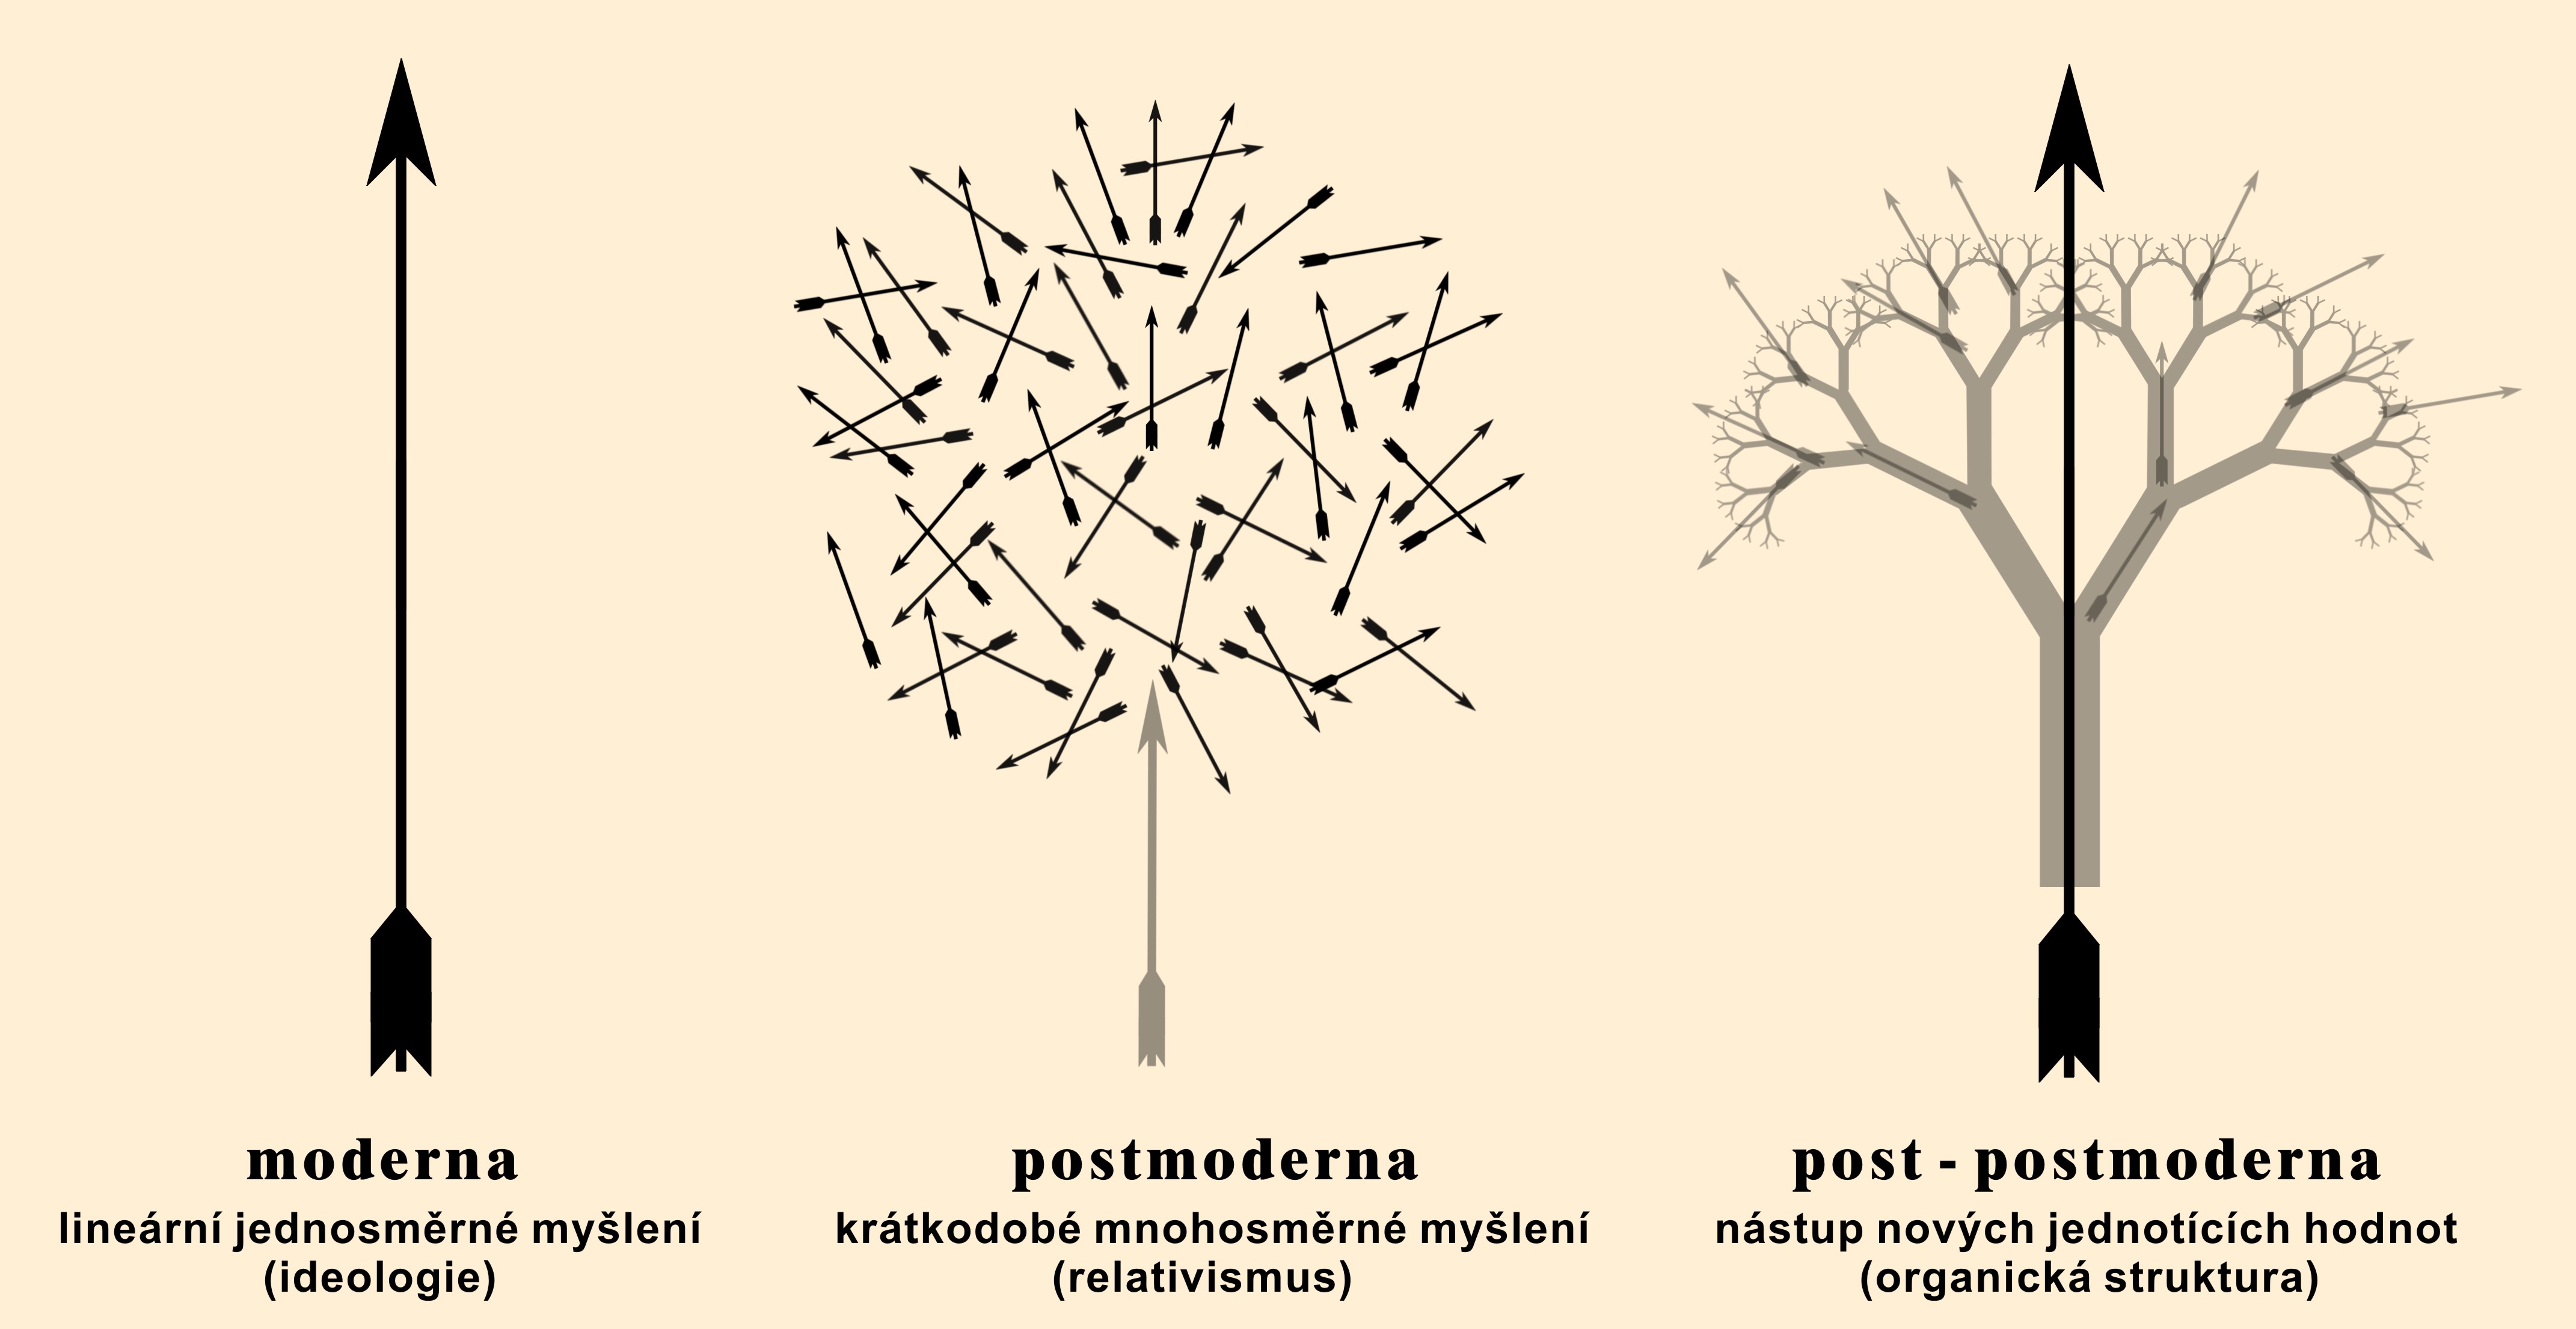 moderna
lineární jednosměrné myšlení
(ideologie)
postmoderna
krátkodobé mnohosměrné myšlení
(relativismus)
post - postmoderna
nástup nových jednotících hodnot
(organická struktura)